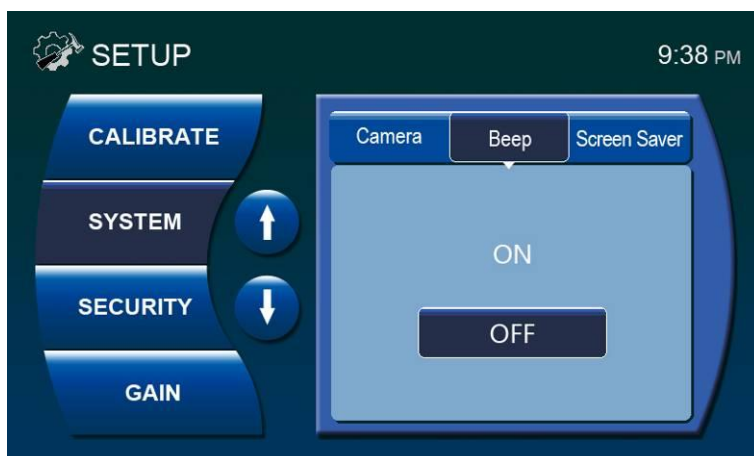 SETUP
9:38 PM
CALIBRATE
SYSTEM
SECURITY
GAIN
Camera
Beep
Screen Saver
ON
OFF